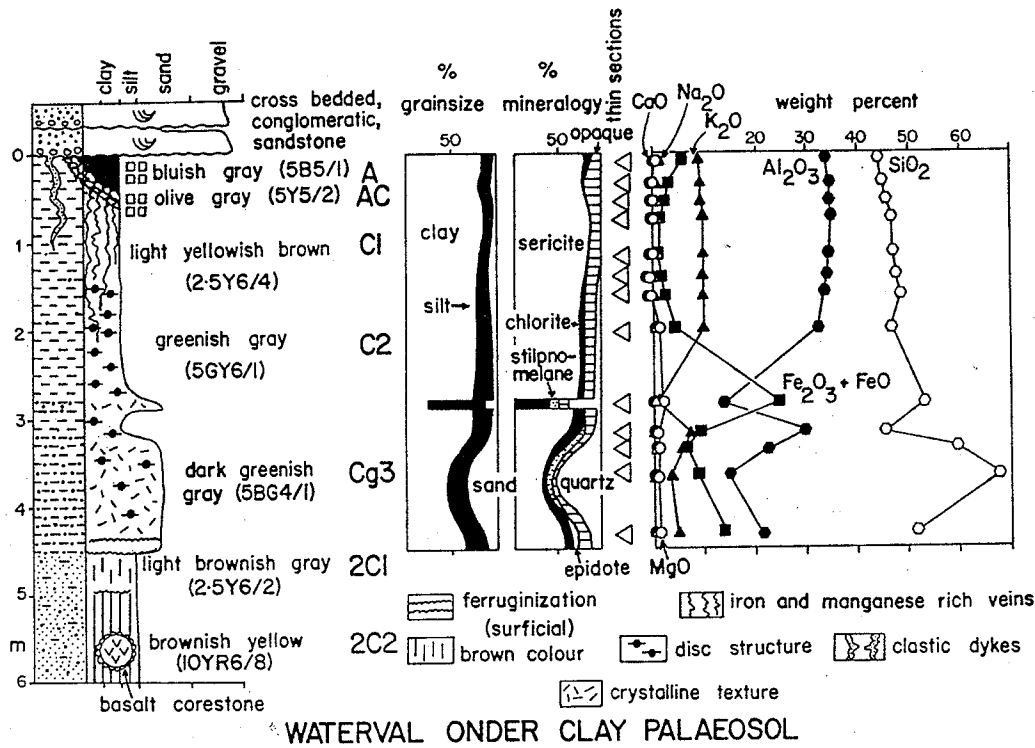 clay
silt
sand
gravel
cross bedded,
conglomeratic,
sandstone
bluish gray (5B5/1) A
olive gray (5Y5/2) AC
light yellowish brown
(2·5Y6/4)
C1
greenish gray
(5GY6/1)
C2
dark greenish
gray (5BG4/1)
Cg3
light brownish gray
(2·5Y6/2)
2C1
brownish yellow
(10YR6/8)
2C2
basalt corestone
0
1
2
3
4
5
m
6
%
grainsize
50
clay
silt
sand
%
mineralogy
50
opaque
sericite
chlorite
stilpno-
melane
quartz
epidote
thin sections
CaO
Na2O
K2O
weight percent
20 40 60
Al2O3
SiO2
Fe2O3 + FeO
MgO
ferruginization
(surficial)
brown colour
iron and manganese rich veins
disc structure
clastic dykes
crystalline texture
WATERVAL ONDER CLAY PALAEOSOL